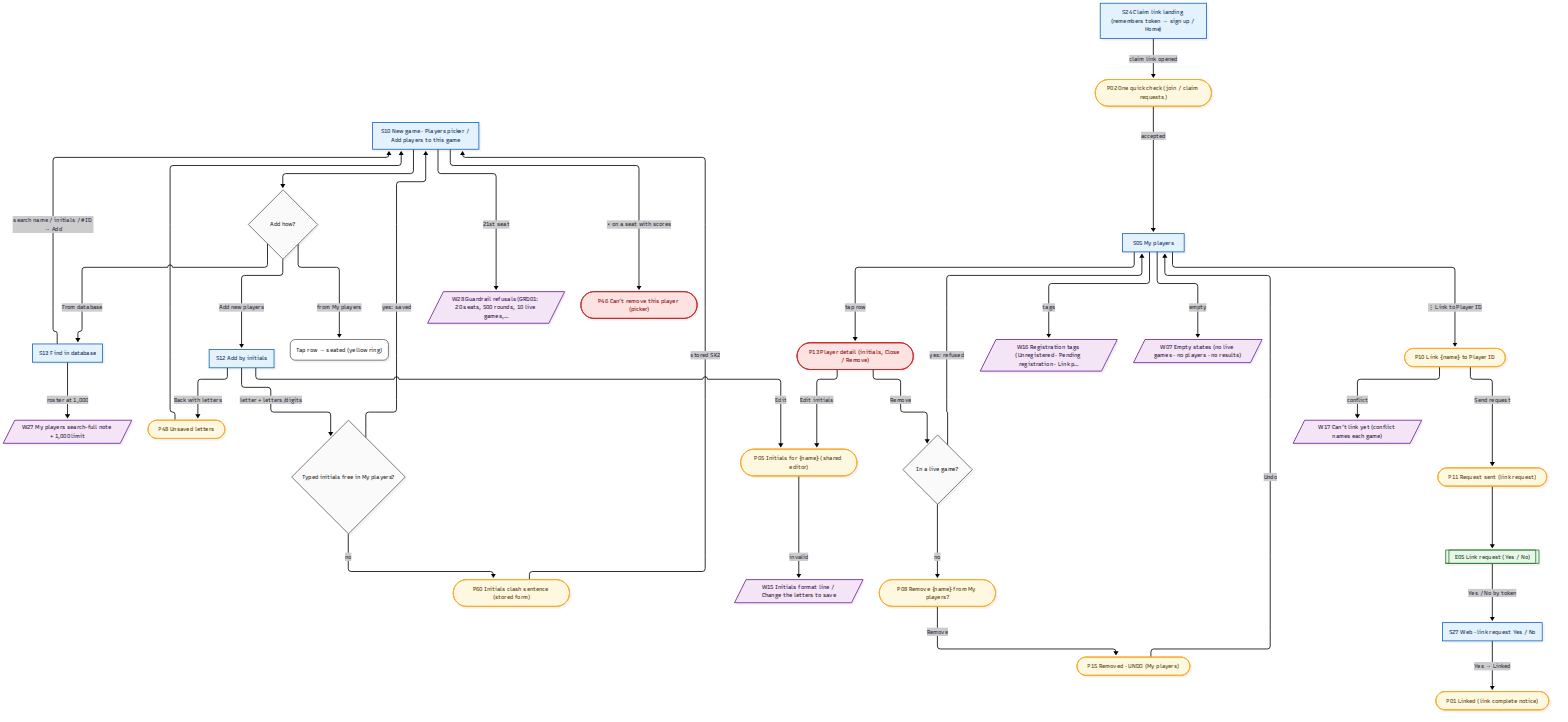 S24 Claim link landing
(remembers token → sign up /
Home)
claim link opened
P02 One quick check (join / claim
requests)
accepted
S10 New game - Players picker /
Add players to this game
search name / initials / #ID
→ Add
Add how?
21st seat
× on a seat with scores
S05 My players
From database
Add new players
from My players
yes: saved
W28 Guardrail refusals (GRD01:
20 seats, 500 rounds, 10 live
games,...
P46 Can't remove this player
(picker)
tap row
tags
empty
⋮ Link to Player ID
S13 Find in database
S12 Add by initials
Tap row → seated (yellow ring)
stored SK2
P13 Player detail (initials, Close
/ Remove)
yes: refused
W16 Registration tags
(Unregistered - Pending
registration - Link p...
W07 Empty states (no live
games - no players - no results)
P10 Link {name} to Player ID
roster at 1,000
Back with letters
letter + letters/digits
Edit
Edit initials
Remove
conflict
Send request
W27 My players search-full note
+ 1,000 limit
P48 Unsaved letters
Typed initials free in My players?
P05 Initials for {name} (shared
editor)
In a live game?
W17 Can't link yet (conflict
names each game)
P11 Request sent (link request)
Undo
no
invalid
no
E05 Link request (Yes / No)
P60 Initials clash sentence
(stored form)
W15 Initials format line /
Change the letters to save
P08 Remove {name} from My
players?
Yes / No by token
Remove
S27 Web - link request Yes / No
P15 Removed - UNDO (My players)
Yes → Linked
P01 Linked (link complete notice)